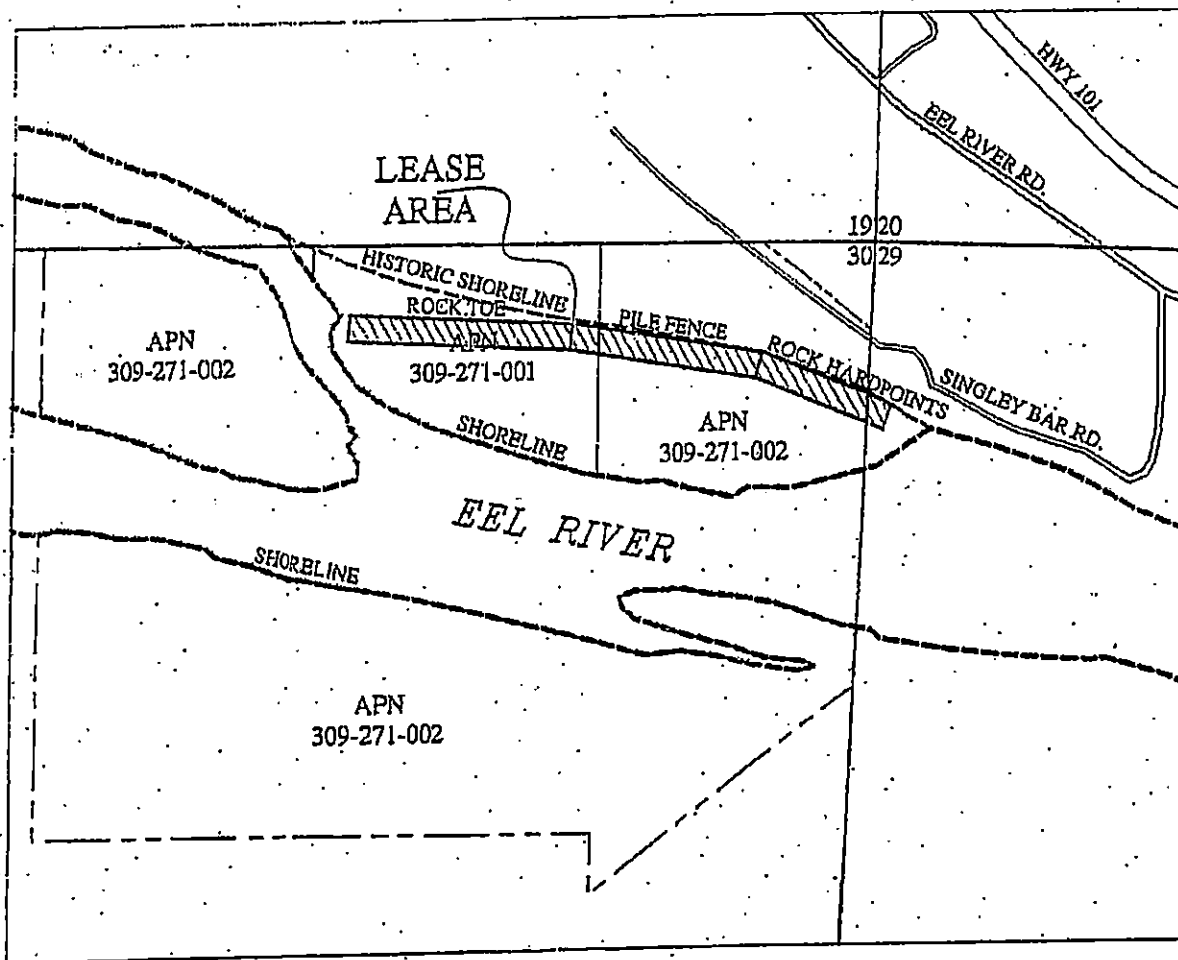 HWY 101
EEL RIVER RD.
LEASE
AREA
19 20
30 29
HISTORIC SHORELINE
ROCK TOE
PILE FENCE
ROCK HARDPOINTS
SINGLEY BAR RD.
APN
309-271-002
APN
309-271-001
APN
309-271-002
SHORELINE
EEL RIVER
SHORELINE
APN
309-271-002